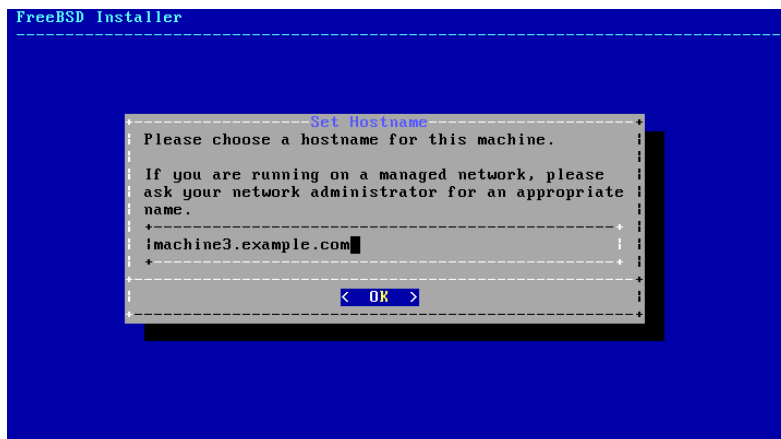 FreeBSD Installer
Set Hostname
Please choose a hostname for this machine.
If you are running on a managed network, please
ask your network administrator for an appropriate
name.
machine3.example.com
< OK >